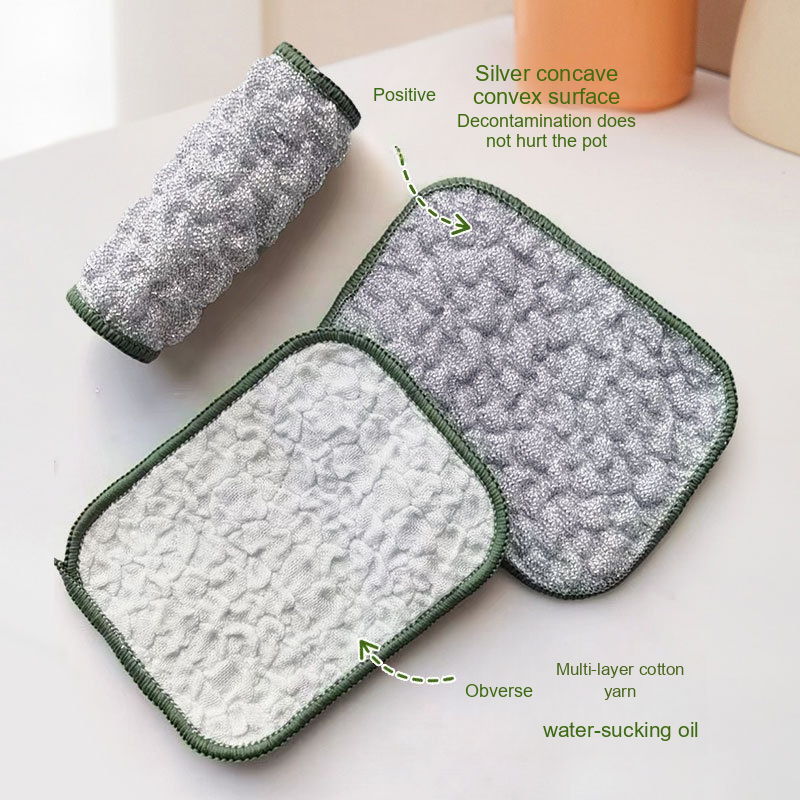 Positive
Silver concave
convex surface
Decontamination does
not hurt the pot
Obverse
Multi-layer cotton
yarn
water-sucking oil